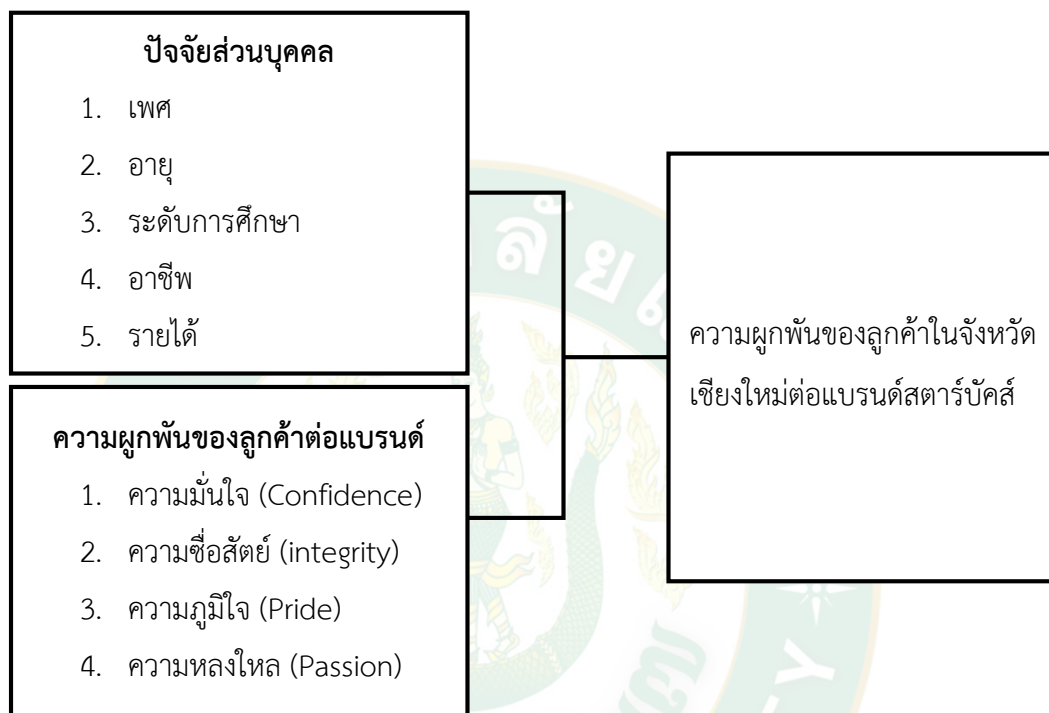 ปัจจัยส่วนบุคคล
1. เพศ
2. อายุ
3. ระดับการศึกษา
4. อาชีพ
5. รายได้
ความผูกพันของลูกค้าต่อแบรนด์
1. ความมั่นใจ (Confidence)
2. ความซื่อสัตย์ (integrity)
3. ความภูมิใจ (Pride)
4. ความหลงใหล (Passion)
ความผูกพันของลูกค้าในจังหวัด
เชียงใหม่ต่อแบรนด์สตาร์บัคส์